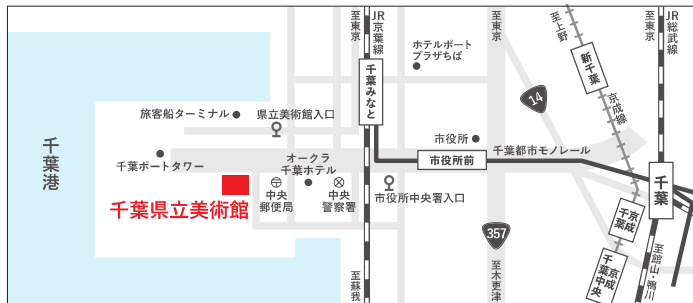 至東京
JR京葉線
至東京
至上野
至東京
JR総武線
ホテルポート
プラザちば
新千葉
京成線
千葉みなと
14
旅客船ターミナル
県立美術館入口
市役所
千葉都市モノレール
千葉港
千葉ポートタワー
オークラ
千葉ホテル
市役所前
千葉
中央
郵便局
中央
警察署
市役所中央署入口
千葉県立美術館
京成
千葉
357
京成
千葉中央
至蘇我
至木更津
至館山・鴨川